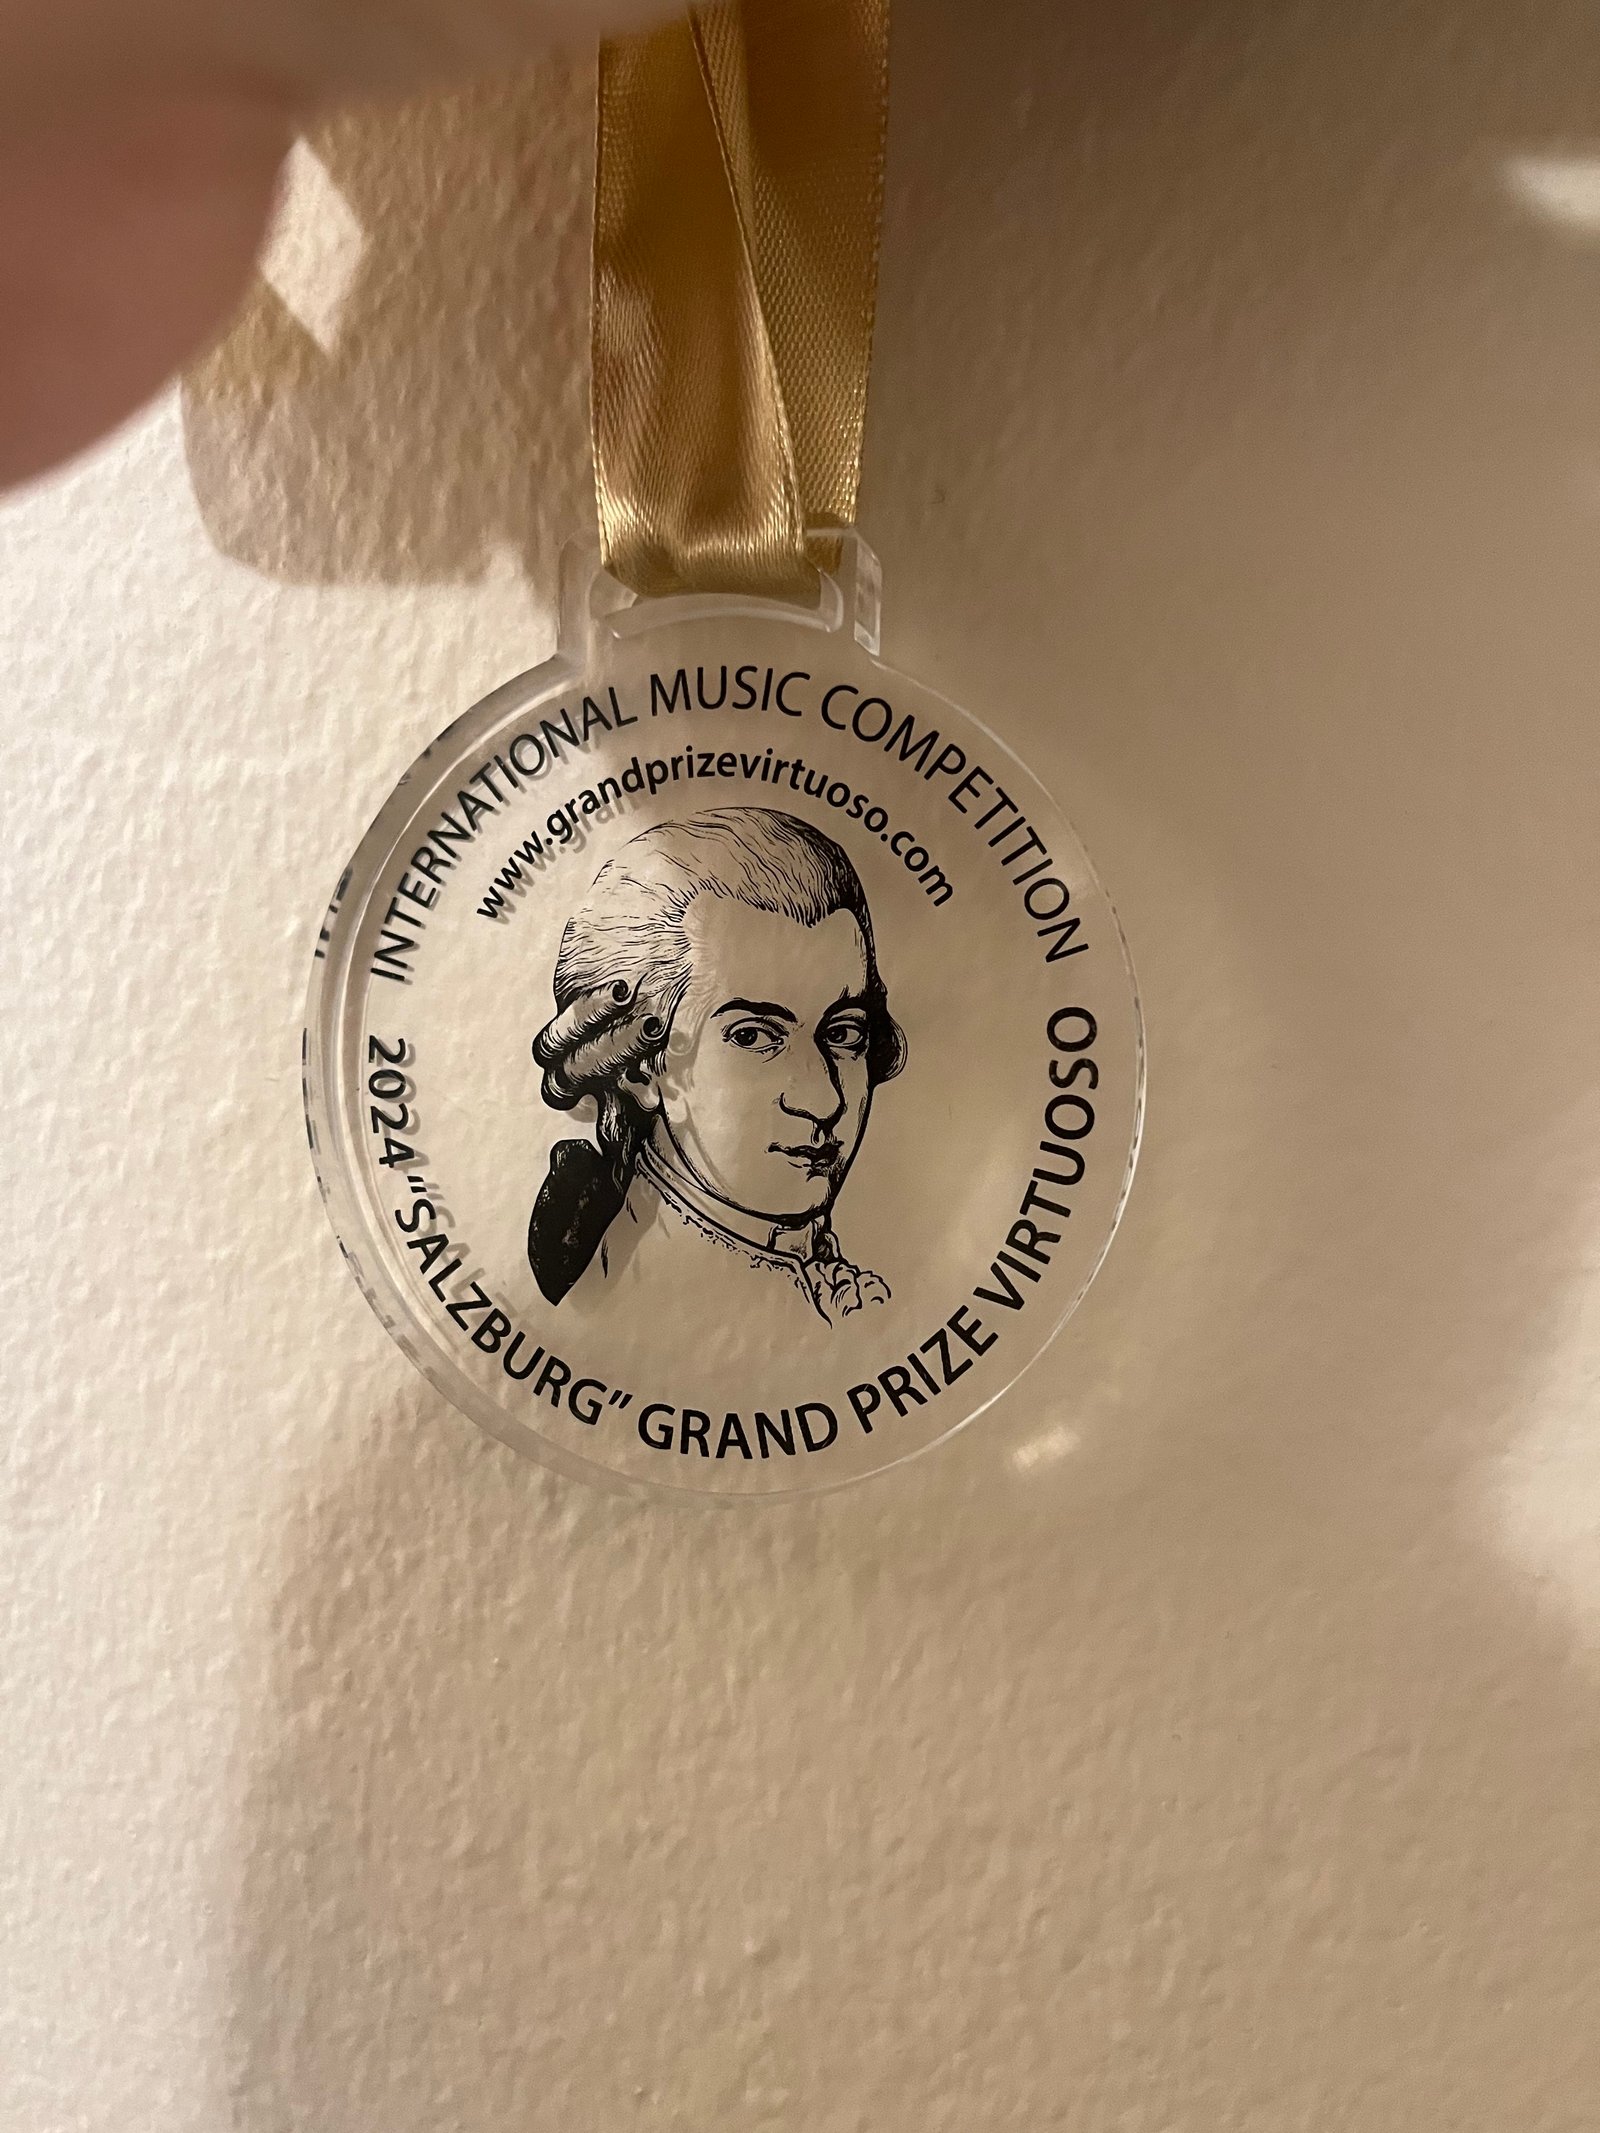 INTERNATIONAL MUSIC COMPETITION
www.grandprizevirtuoso.com
2024 "SALZBURG" GRAND PRIZE VIRTUOSO